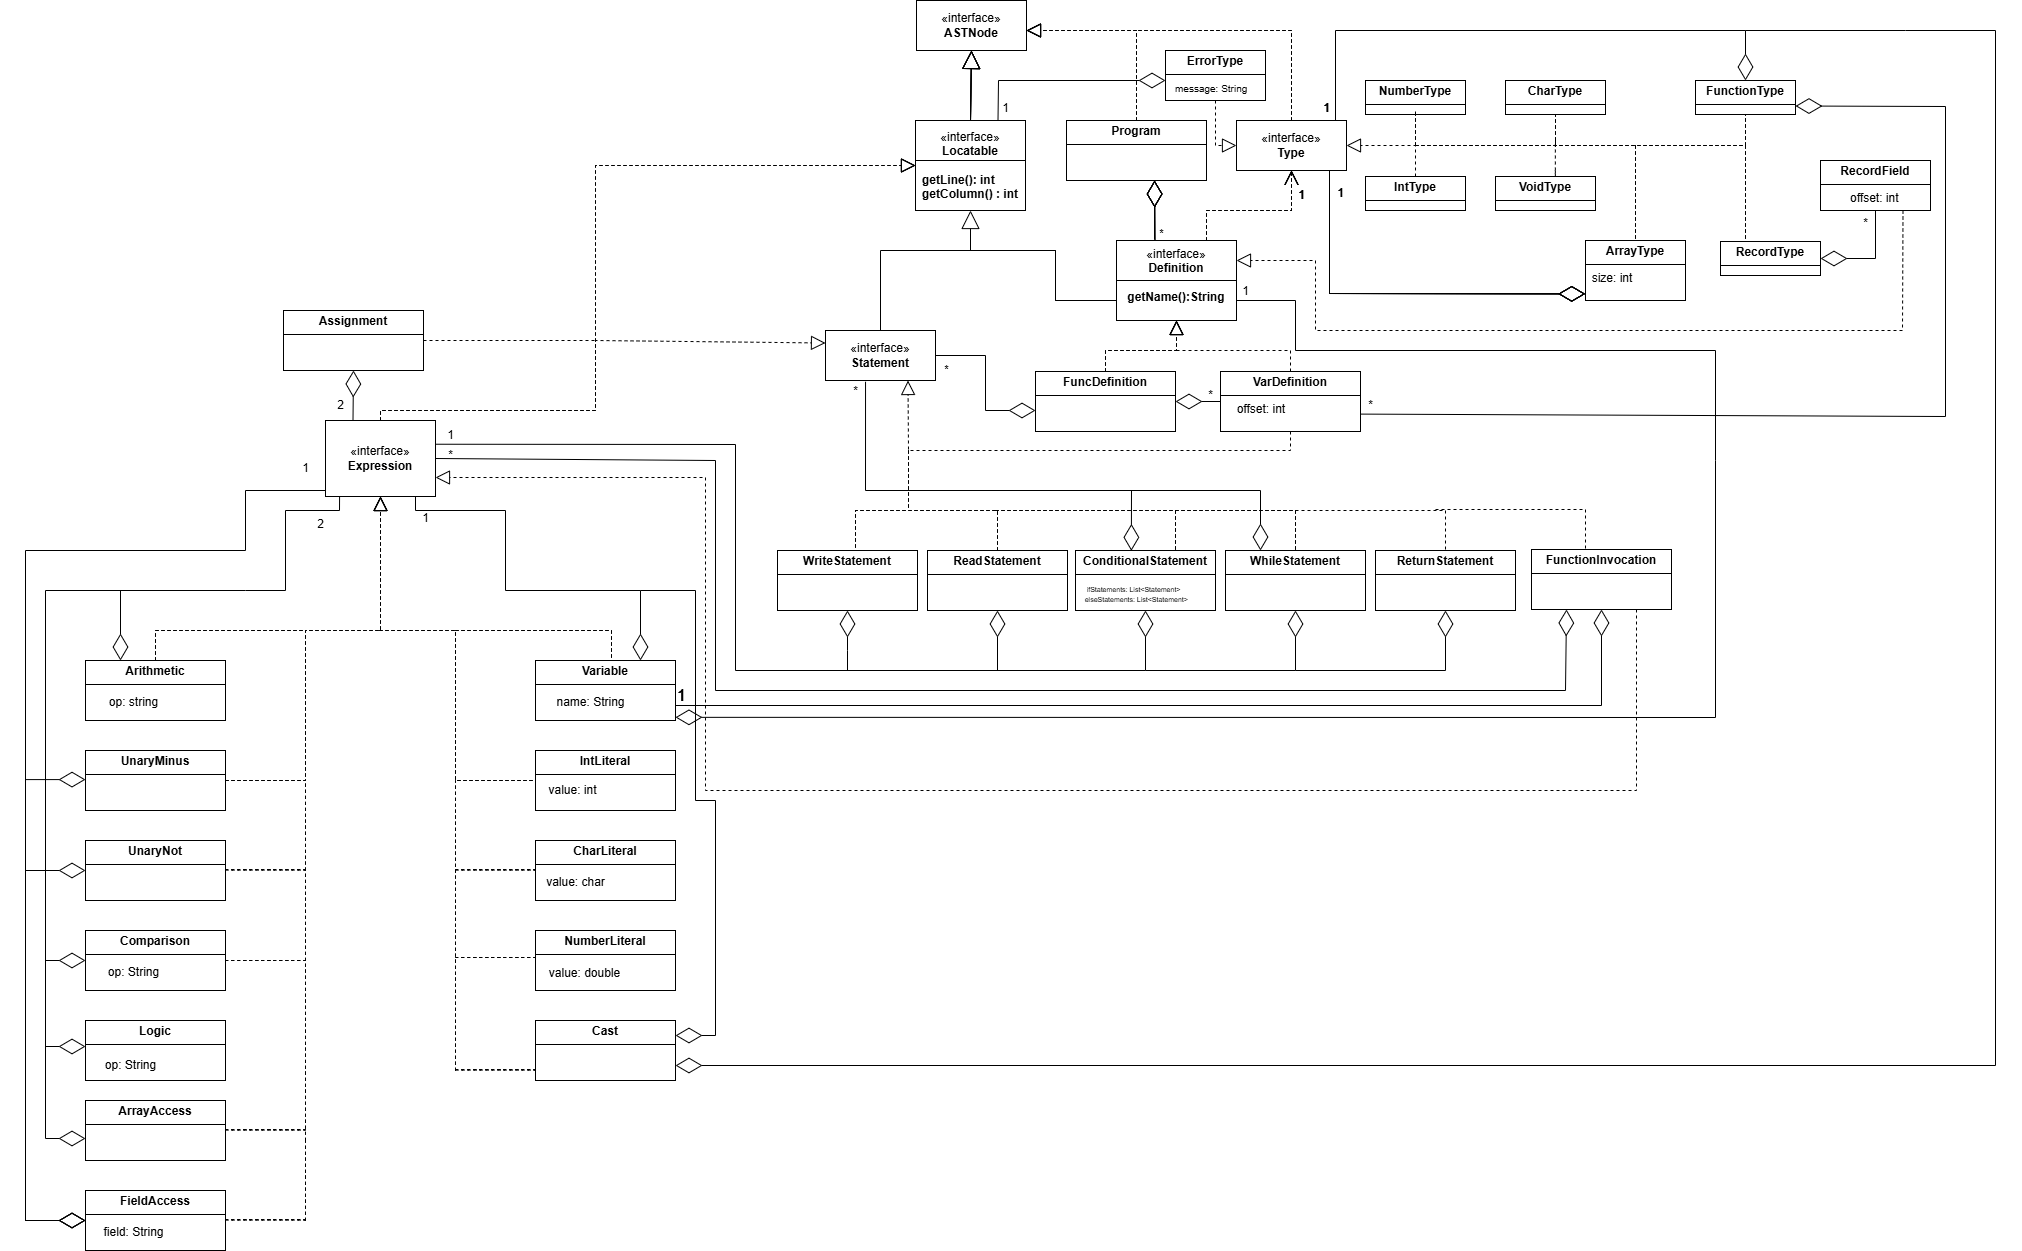 «interface»
ASTNode
ErrorType
message: String
1
«interface»
Locatable
getLine(): int
getColumn() : int
Program
1
«interface»
Type
1
1
NumberType
CharType
FunctionType
IntType
VoidType
RecordField
offset: int
*
*
«interface»
Definition
getName():String
1
ArrayType
size: int
RecordType
Assignment
2
«interface»
Statement
*
*
FuncDefinition
*
VarDefinition
offset: int
*
«interface»
Expression
1
*
1
2
1
WriteStatement
ReadStatement
ConditionalStatement
ifStatements: List<Statement>
elseStatements: List<Statement>
WhileStatement
ReturnStatement
FunctionInvocation
Arithmetic
op: string
Variable
name: String
1
UnaryMinus
IntLiteral
value: int
UnaryNot
CharLiteral
value: char
Comparison
op: String
NumberLiteral
value: double
Logic
op: String
Cast
ArrayAccess
FieldAccess
field: String